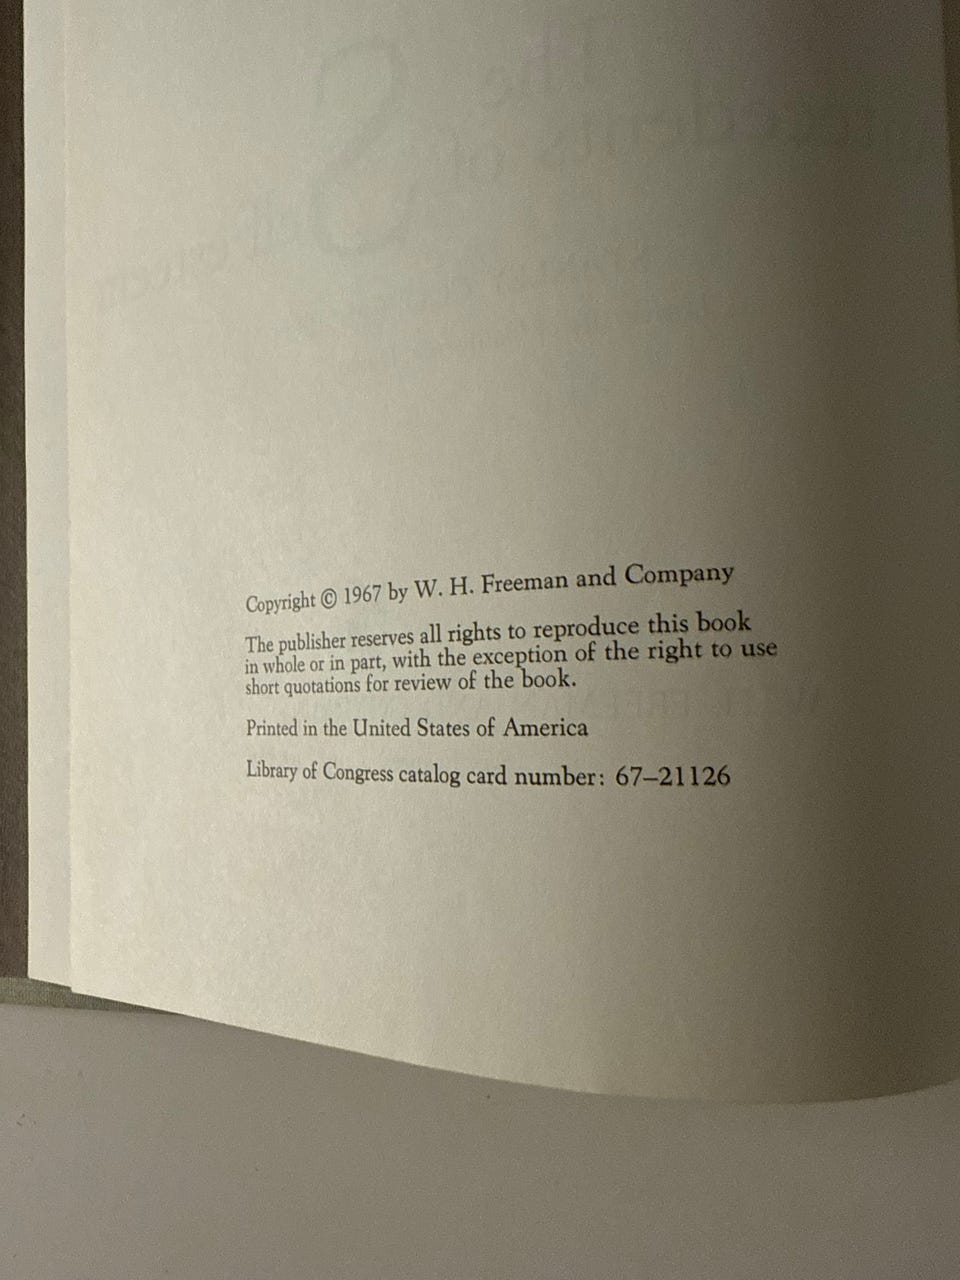 Copyright © 1967 by W. H. Freeman and Company
The publisher reserves all rights to reproduce this book
in whole or in part, with the exception of the right to use
short quotations for review of the book.
Printed in the United States of America
Library of Congress catalog card number: 67–21126